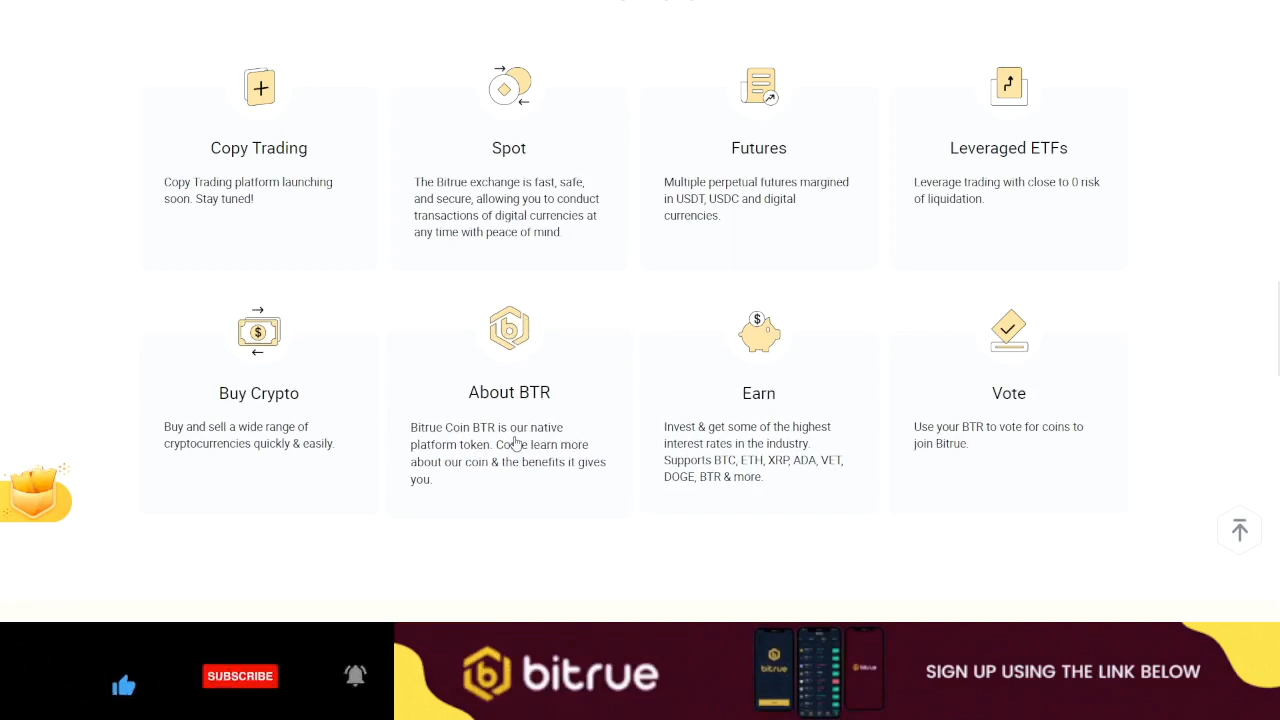 Copy Trading
Copy Trading platform launching
soon. Stay tuned!
Spot
The Bitrue exchange is fast, safe,
and secure, allowing you to conduct
transactions of digital currencies at
any time with peace of mind.
Futures
Multiple perpetual futures margined
in USDT, USDC and digital
currencies.
Leveraged ETFs
Leverage trading with close to 0 risk
of liquidation.
Buy Crypto
Buy and sell a wide range of
cryptocurrencies quickly & easily.
About BTR
Bitrue Coin BTR is our native
platform token. Come learn more
about our coin & the benefits it gives
you.
Earn
Invest & get some of the highest
interest rates in the industry.
Supports BTC, ETH, XRP, ADA, VET,
DOGE, BTR & more.
Vote
Use your BTR to vote for coins to
join Bitrue.
SUBSCRIBE
bitrue
bitrue
bitrue
SIGN UP USING THE LINK BELOW